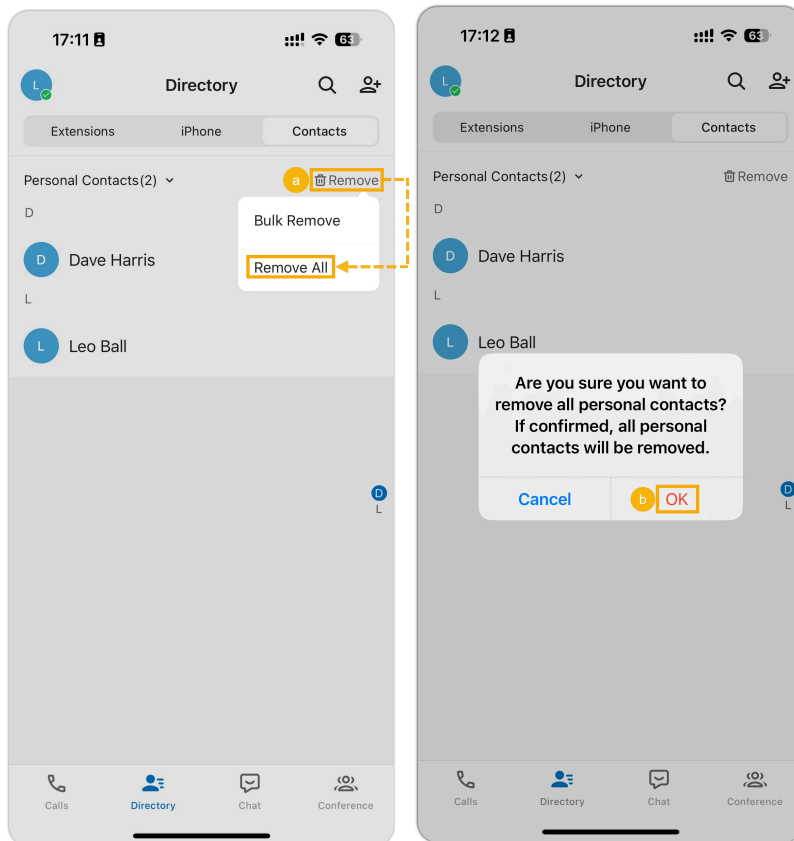 17:11
63
L
Directory
Extensions
iPhone
Contacts
Personal Contacts(2)
a
Remove
D
Bulk Remove
D
Dave Harris
Remove All
L
L
Leo Ball
D
L
Calls
Directory
Chat
Conference
17:12
63
L
Directory
Extensions
iPhone
Contacts
Personal Contacts(2)
Remove
D
D
Dave Harris
L
L
Leo Ball
Are you sure you want to
remove all personal contacts?
If confirmed, all personal
contacts will be removed.
Cancel
b
OK
D
L
Calls
Directory
Chat
Conference